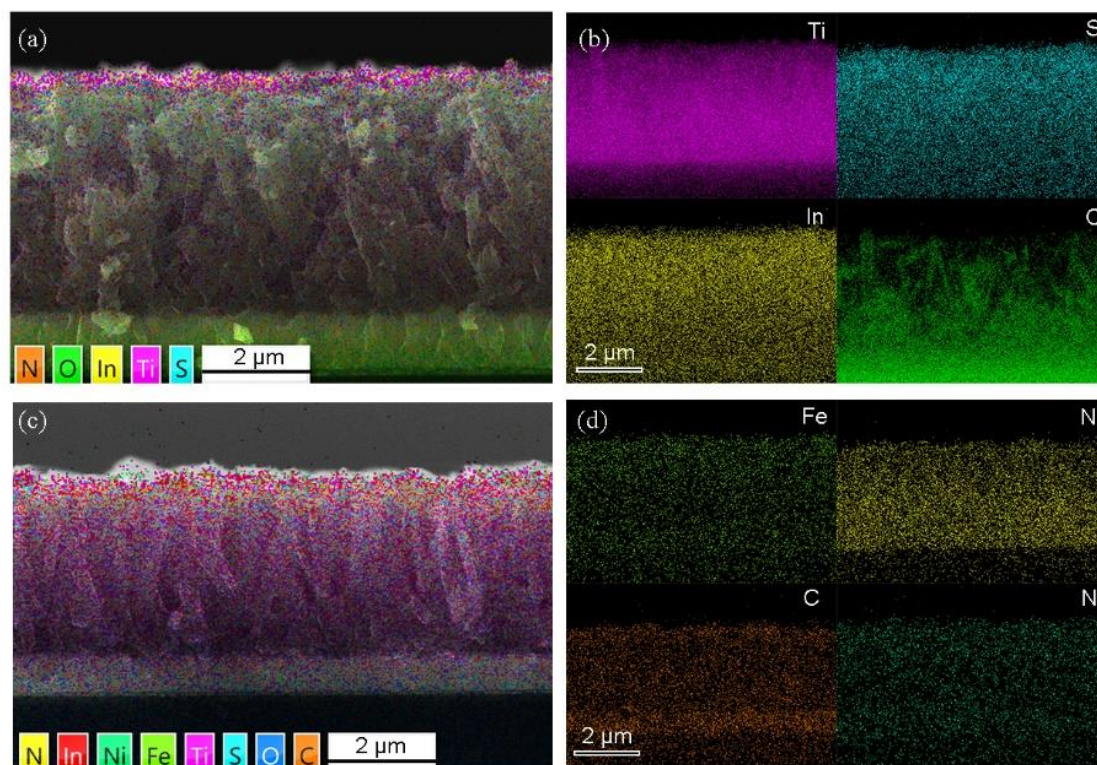 (a)
N O In Ti S 2 µm
(b)
Ti S
In O
2 µm
(c)
N In Ni Fe Ti S O C 2 µm
(d)
Fe N
C N
2 µm